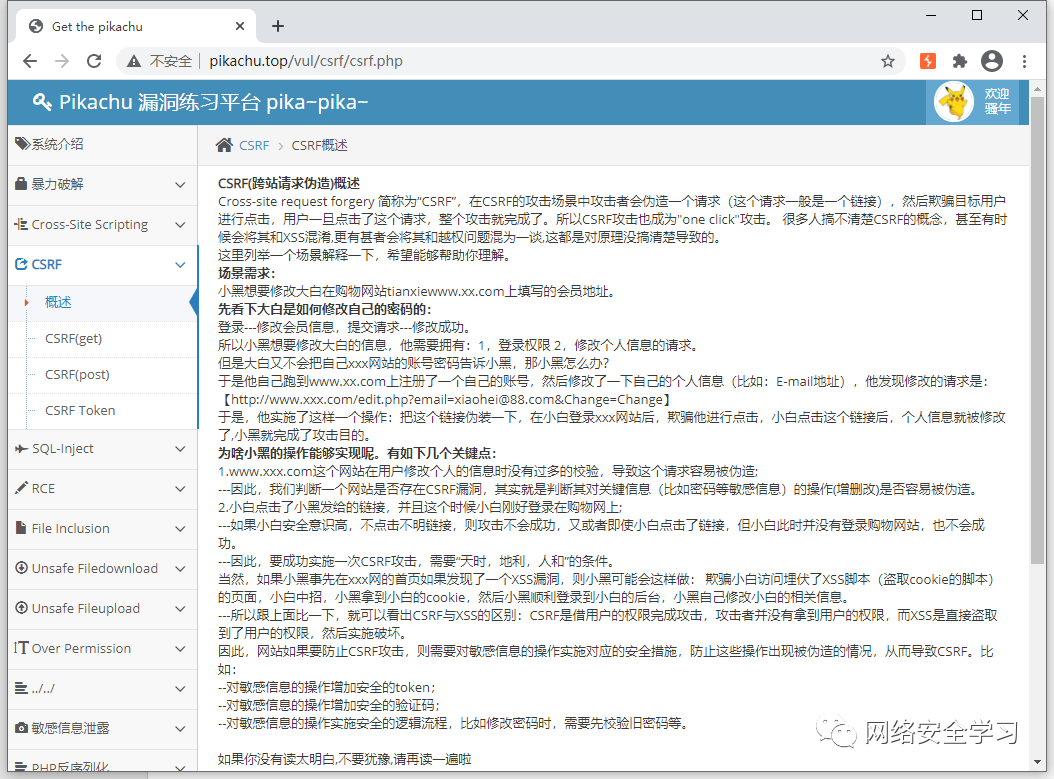 Get the pikachu
不安全 pikachu.top/vul/csrf/csrf.php
Pikachu 漏洞练习平台 pika~pika~
欢迎
骚年
系统介绍
暴力破解
Cross-Site Scripting
CSRF
概述
CSRF(get)
CSRF(post)
CSRF Token
SQL-Inject
RCE
File Inclusion
Unsafe Filedownload
Unsafe Fileupload
Over Permission
../../
敏感信息泄露
PHP反序列化
CSRF > CSRF概述
CSRF(跨站请求伪造)概述
Cross-site request forgery 简称为“CSRF”，在CSRF的攻击场景中攻击者会伪造一个请求（这个请求一般是一个链接），然后欺骗目标用户
进行点击，用户一旦点击了这个请求，整个攻击就完成了。所以CSRF攻击也成为"one click"攻击。 很多人搞不清楚CSRF的概念，甚至有时
候会将其和XSS混淆,更有甚者会将其和越权问题混为一谈,这都是对原理没搞清楚导致的。
这里列举一个场景解释一下，希望能够帮助你理解。
场景需求：
小黑想要修改大白在购物网站tianxiewww.xx.com上填写的会员地址。
先看下大白是如何修改自己的密码的：
登录---修改会员信息，提交请求---修改成功。
所以小黑想要修改大白的信息，他需要拥有：1，登录权限 2，修改个人信息的请求。
但是大白又不会把自己xxx网站的账号密码告诉小黑，那小黑怎么办?
于是他自己跑到www.xx.com上注册了一个自己的账号，然后修改了一下自己的个人信息（比如：E-mail地址），他发现修改的请求是：
【http://www.xxx.com/edit.php?email=xiaohei@88.com&Change=Change】
于是，他实施了这样一个操作：把这个链接伪装一下，在小白登录xxx网站后，欺骗他进行点击，小白点击这个链接后，个人信息就被修改
了,小黑就完成了攻击目的。
为啥小黑的操作能够实现呢。有如下几个关键点：
1.www.xxx.com这个网站在用户修改个人的信息时没有过多的校验，导致这个请求容易被伪造;
---因此，我们判断一个网站是否存在CSRF漏洞，其实就是判断其对关键信息（比如密码等敏感信息）的操作(增删改)是否容易被伪造。
2.小白点击了小黑发给的链接，并且这个时候小白刚好登录在购物网上;
---如果小白安全意识高，不点击不明链接，则攻击不会成功，又或者即使小白点击了链接，但小白此时并没有登录购物网站，也不会成
功。
---因此，要成功实施一次CSRF攻击，需要“天时，地利，人和”的条件。
当然，如果小黑事先在xxx网的首页如果发现了一个XSS漏洞，则小黑可能会这样做： 欺骗小白访问埋伏了XSS脚本（盗取cookie的脚本）
的页面，小白中招，小黑拿到小白的cookie，然后小黑顺利登录到小白的后台，小黑自己修改小白的相关信息。
---所以跟上面比一下，就可以看出CSRF与XSS的区别：CSRF是借用户的权限完成攻击，攻击者并没有拿到用户的权限，而XSS是直接盗取
到了用户的权限，然后实施破坏。
因此，网站如果要防止CSRF攻击，则需要对敏感信息的操作实施对应的安全措施，防止这些操作出现被伪造的情况，从而导致CSRF。比
如：
--对敏感信息的操作增加安全的token；
--对敏感信息的操作增加安全的验证码；
--对敏感信息的操作实施安全的逻辑流程，比如修改密码时，需要先校验旧密码等。
如果你没有读太明白,不要犹豫,请再读一遍啦
网络安全学习